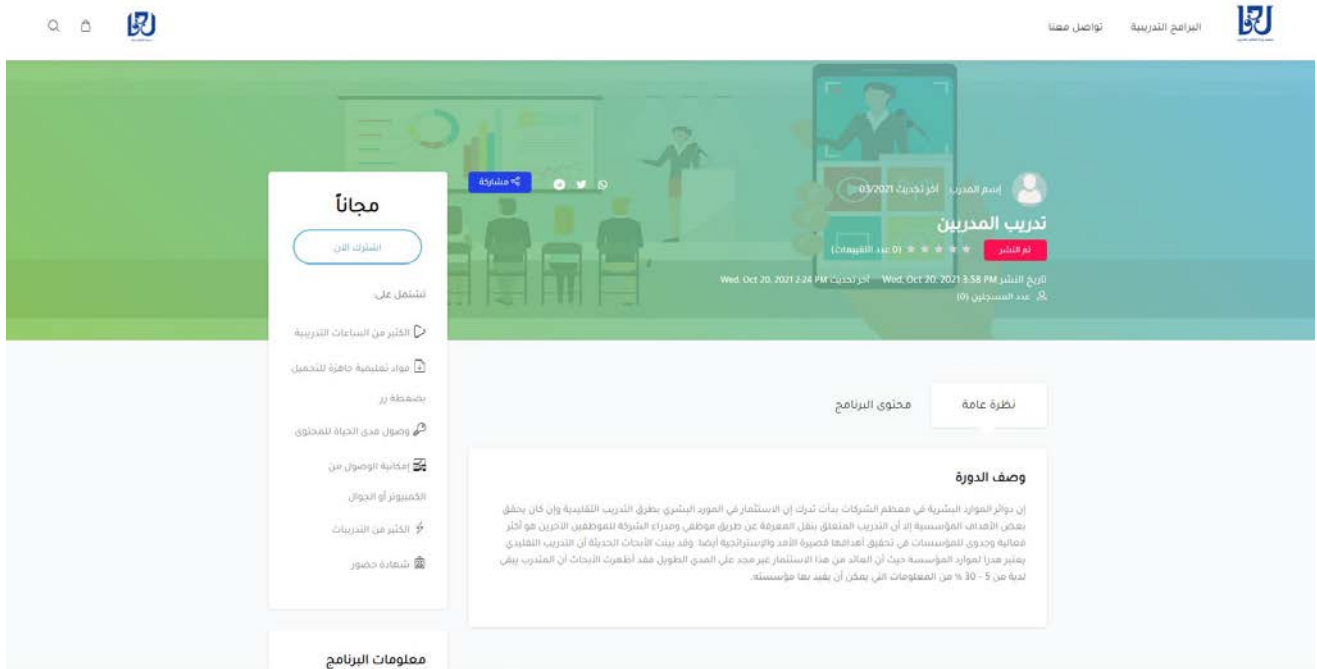 البرامج التدريبية
تواصل معنا
إسم المدرب آخر تحديث 03/2021
تدريب المدربين
تم النشر (0 عدد التقييمات)
تاريخ النشر Wed, Oct 20, 2021 3:58 PM آخر تحديث Wed, Oct 20, 2021 2:24 PM
عدد المسجلين (0)
مشاركة
مجاناً
اشترك الآن
تشتمل على:
الكثير من الساعات التدريبية
مواد تعليمية جاهزة للتحميل
بضغطة زر
وصول مدى الحياة للمحتوى
إمكانية الوصول من
الكمبيوتر أو الجوال
الكثير من التدريبات
شهادة حضور
نظرة عامة
محتوى البرنامج
وصف الدورة
إن دوائر الموارد البشرية في معظم الشركات بدأت تدرك إن الاستثمار في المورد البشري بطرق التدريب التقليدية وإن كان يحقق
بعض الأهداف المؤسسية إلا أن التدريب المتعلق بنقل المعرفة عن طريق موظفي ومدراء الشركة للموظفين الآخرين هو أكثر
فعالية وجدوى للمؤسسات في تحقيق أهدافها قصيرة الأمد والإستراتجية أيضا. وقد بينت الأبحاث الحديثة أن التدريب التقليدي
يعتبر هدرا لموارد المؤسسة حيث أن العائد من هذا الاستثمار غير مجد على المدى الطويل فقد أظهرت الأبحاث أن المتدرب يبقى
لدية من 5 - 30 % من المعلومات التي يمكن أن يفيد بها مؤسسته.
معلومات البرنامج